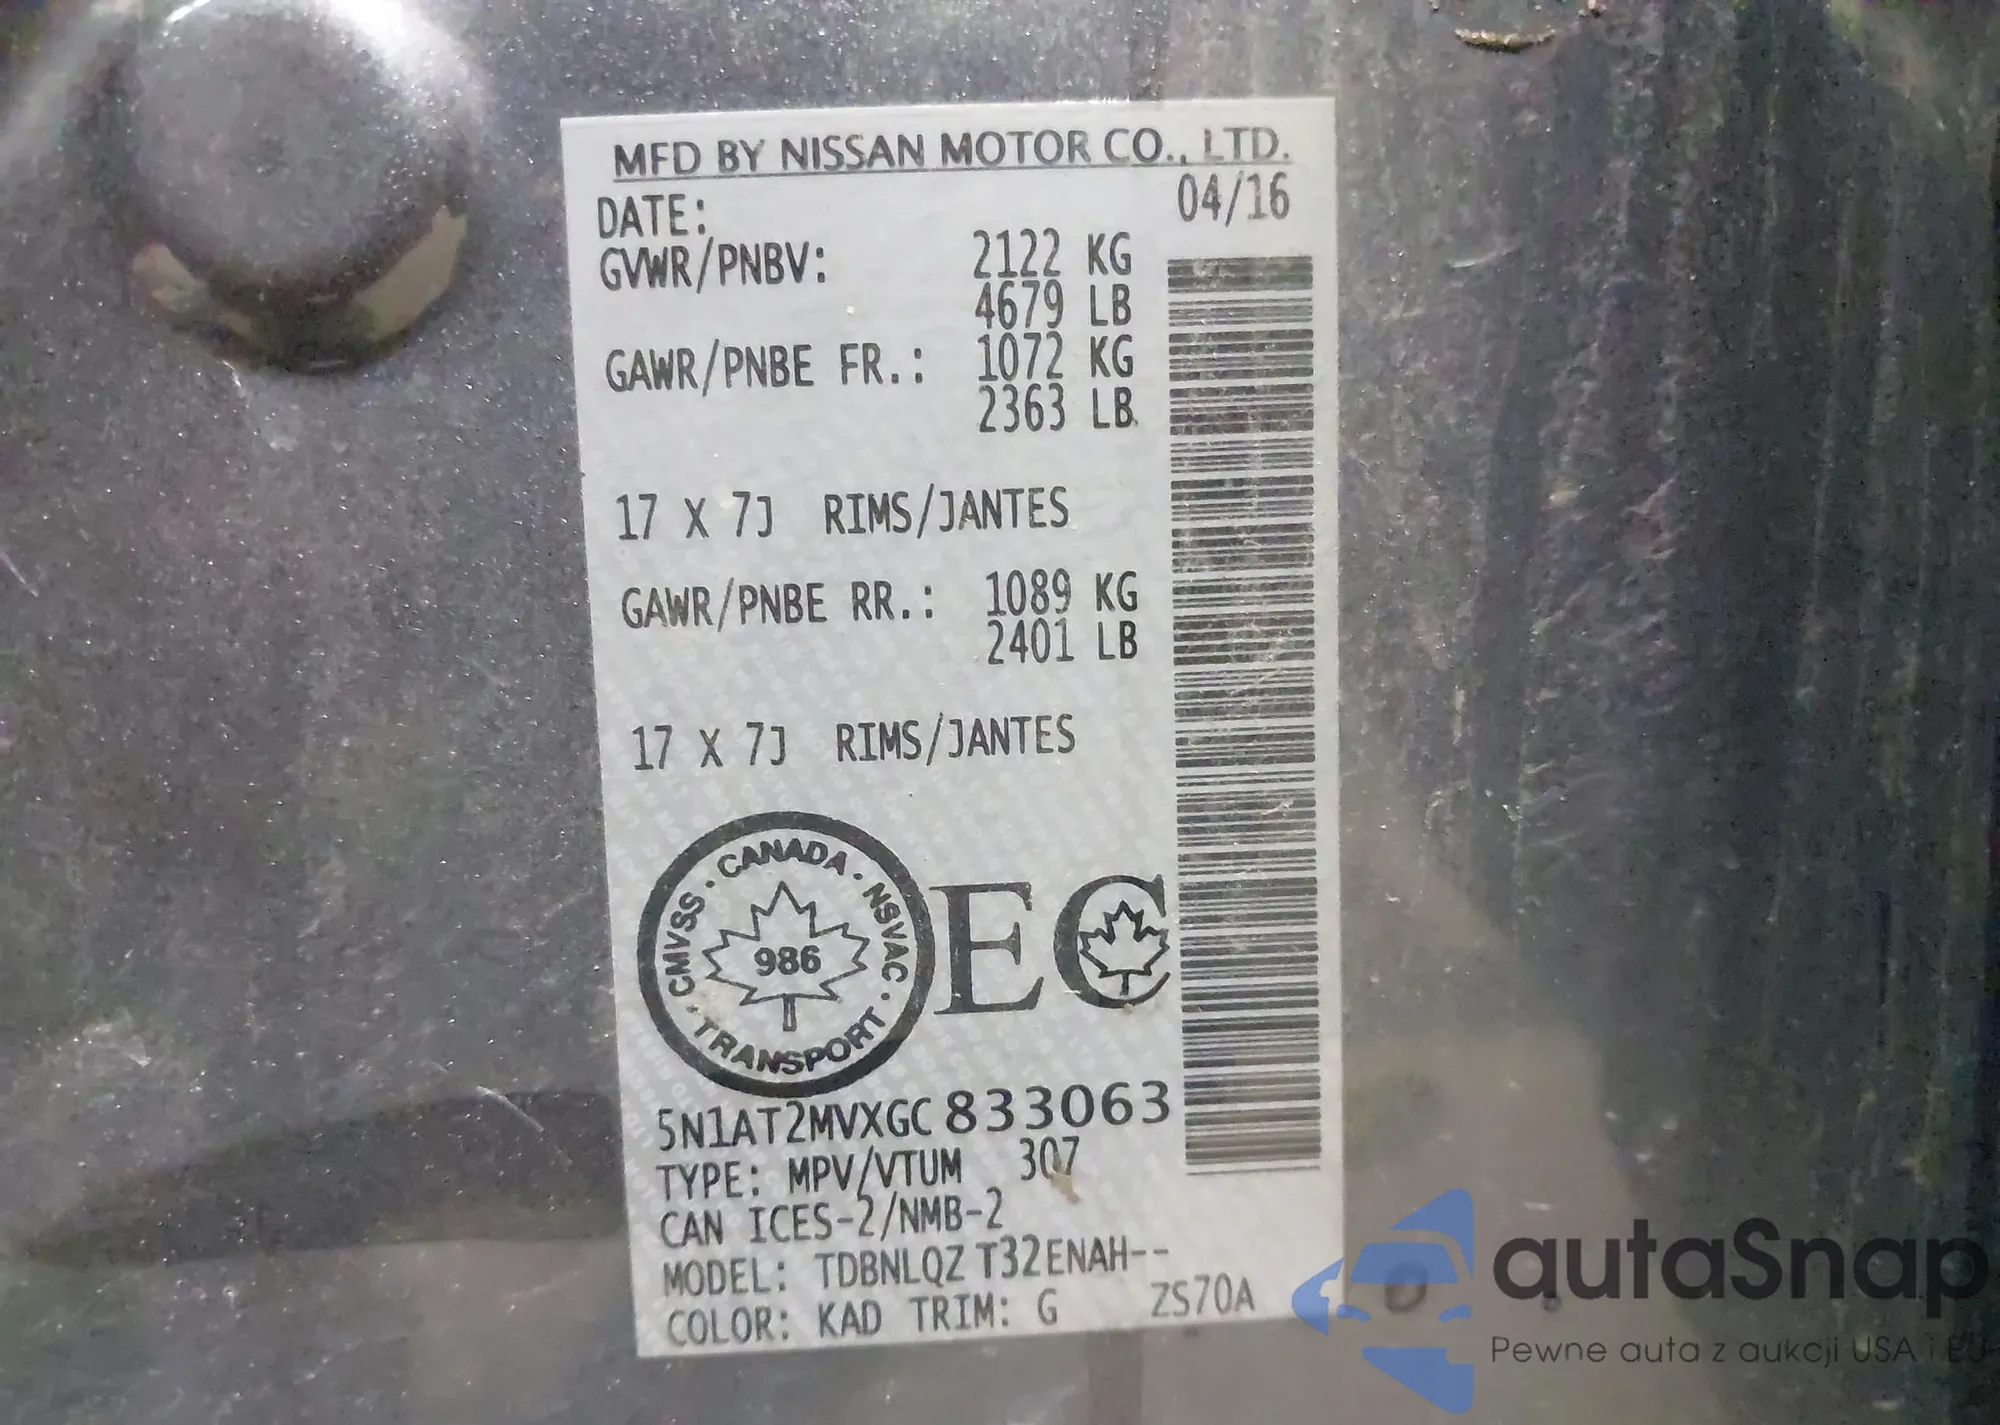 MFD BY NISSAN MOTOR CO., LTD.
DATE: 04/16
GVWR/PNBV: 2122 KG
4679 LB
GAWR/PNBE FR.: 1072 KG
2363 LB
17 X 7J RIMS/JANTES
GAWR/PNBE RR.: 1089 KG
2401 LB
17 X 7J RIMS/JANTES
CMVSS · CANADA · NSVAC · TRANSPORT
986
EC
5N1AT2MVXGC833063
TYPE: MPV/VTUM 307
CAN ICES-2/NMB-2
MODEL: TDBNLQZ T32ENAH--
COLOR: KAD TRIM: G ZS70A
autaSnap
Pewne auta z aukcji USA i EU